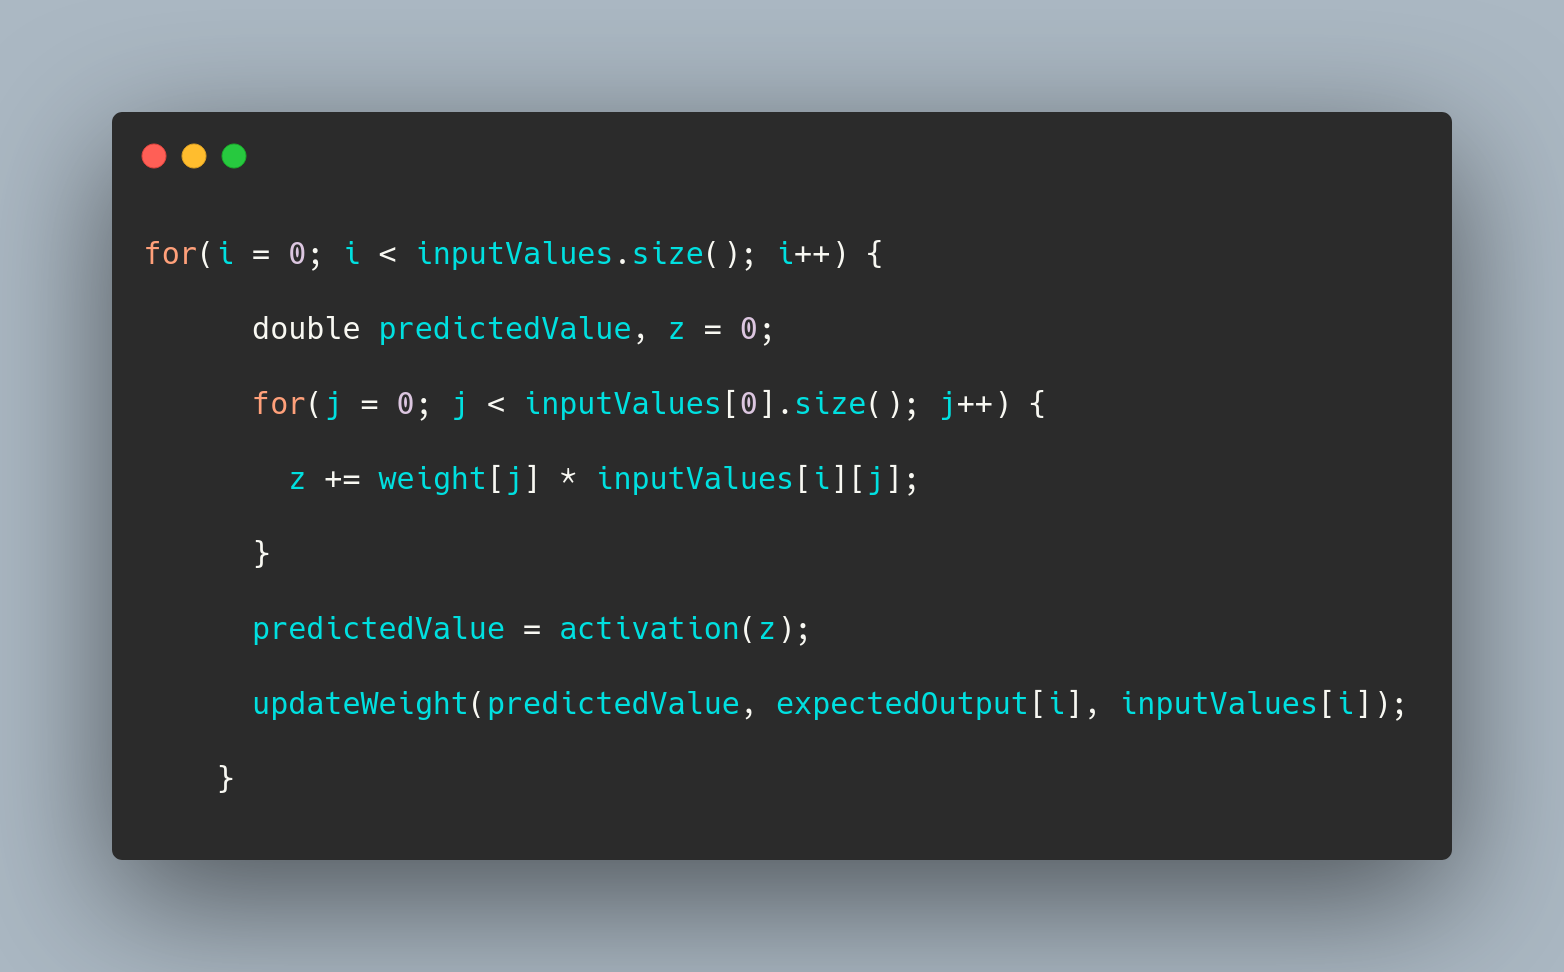 for(i = 0; i < inputValues.size(); i++) {
double predictedValue, z = 0;
for(j = 0; j < inputValues[0].size(); j++) {
z += weight[j] * inputValues[i][j];
}
predictedValue = activation(z);
updateWeight(predictedValue, expectedOutput[i], inputValues[i]);
}